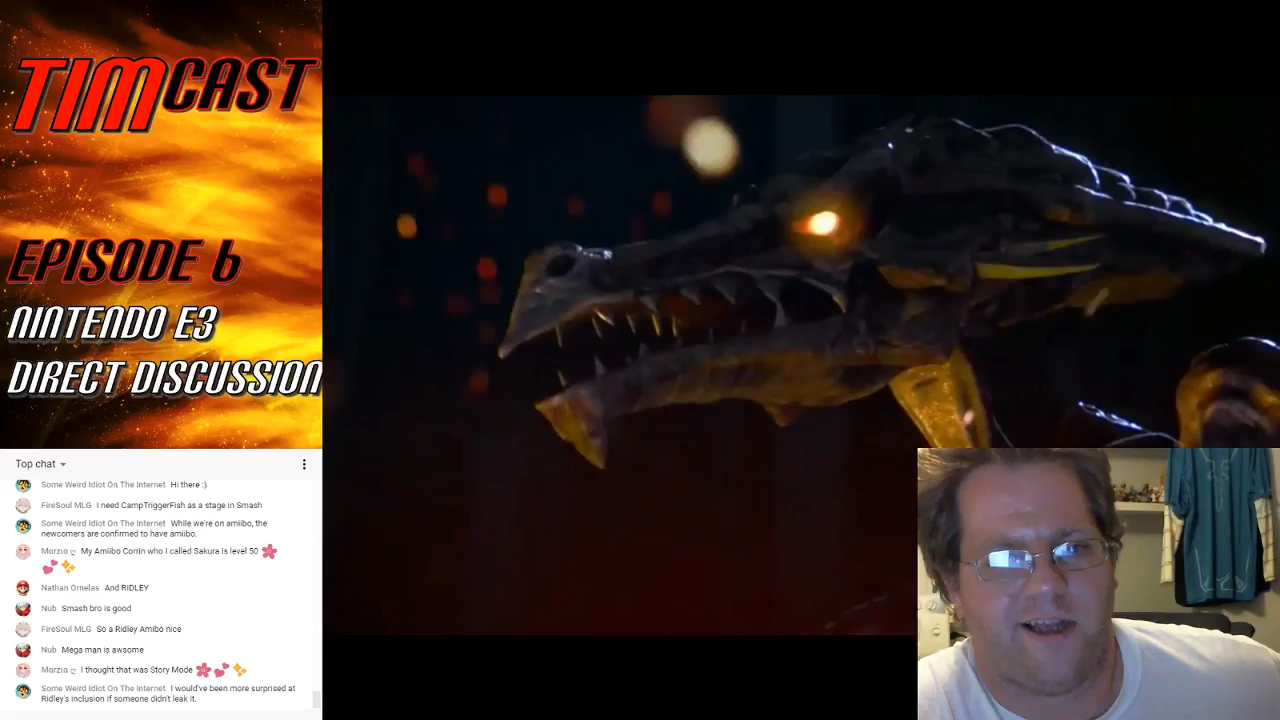 TIMCAST
EPISODE 6
NINTENDO E3
DIRECT DISCUSSION
Top chat
Some Weird Idiot On The Internet Hi there :)
FireSoul MLG I need CampTriggerFish as a stage in Smash
Some Weird Idiot On The Internet While we're on amiibo, the
newcomers are confirmed to have amiibo.
My Amiibo Corrin who I called Sakura is level 50
Nathan Ornelas And RIDLEY
Nub Smash bro is good
FireSoul MLG So a Ridley Amibo nice
Nub Mega man is awsome
I thought that was Story Mode
Some Weird Idiot On The Internet I would've been more surprised at
Ridley's inclusion if someone didn't leak it.